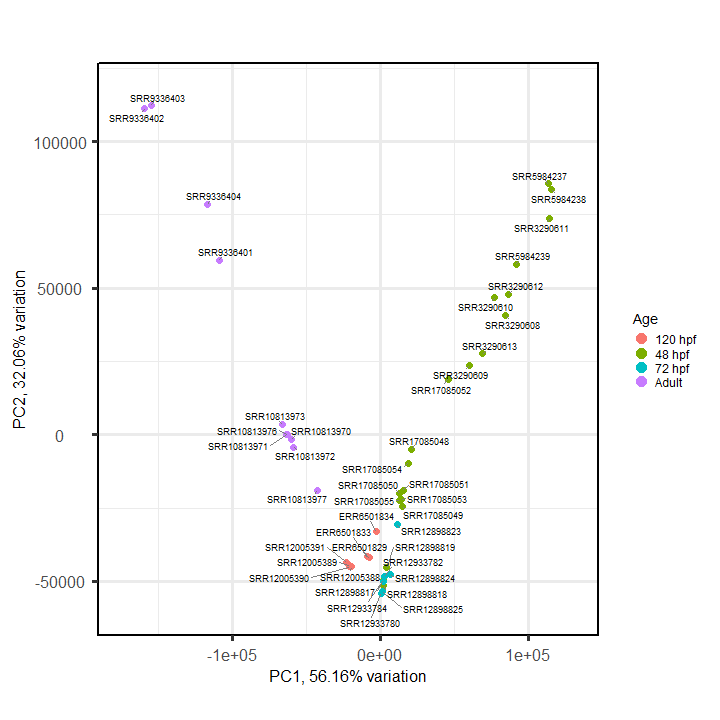 SRR9336403
SRR9336402
100000
SRR5984237
SRR9336404
SRR5984238
SRR3290611
SRR9336401
SRR5984239
PC2, 32.06% variation
50000
SRR3290612
SRR3290610
SRR3290608
Age
120 hpf
48 hpf
72 hpf
Adult
SRR3290613
SRR3290609
SRR17085052
SRR10813973
SRR10813976
SRR10813970
0
SRR17085048
SRR10813971
SRR10813972
SRR17085054
SRR17085050
SRR17085051
SRR10813977
SRR17085055
SRR17085053
ERR6501834
SRR17085049
ERR6501833
SRR12898823
SRR12005391
ERR6501829
SRR12898819
SRR12005389
SRR12933782
SRR12005390
SRR12005388
SRR12898824
-50000
SRR12898817
SRR12898818
SRR12933784
SRR12898825
SRR12933780
-1e+05
0e+00
1e+05
PC1, 56.16% variation